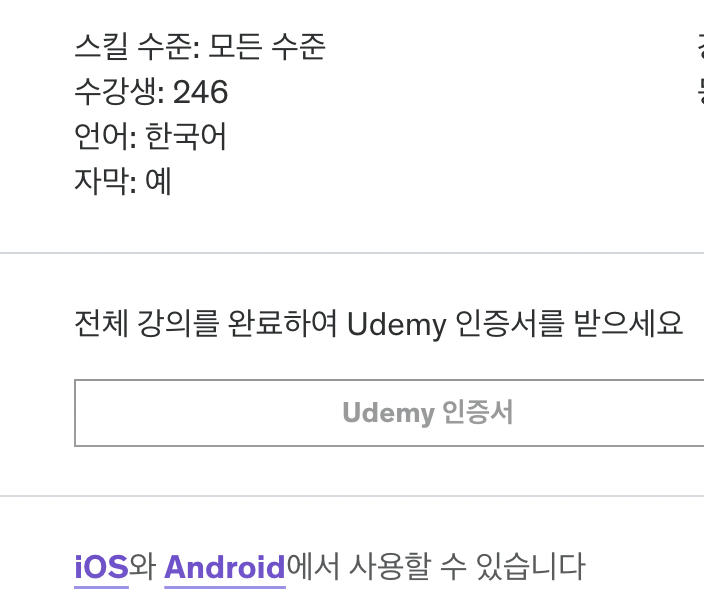 스킬 수준: 모든 수준
수강생: 246
언어: 한국어
자막: 예
전체 강의를 완료하여 Udemy 인증서를 받으세요
Udemy 인증서
iOS와 Android에서 사용할 수 있습니다